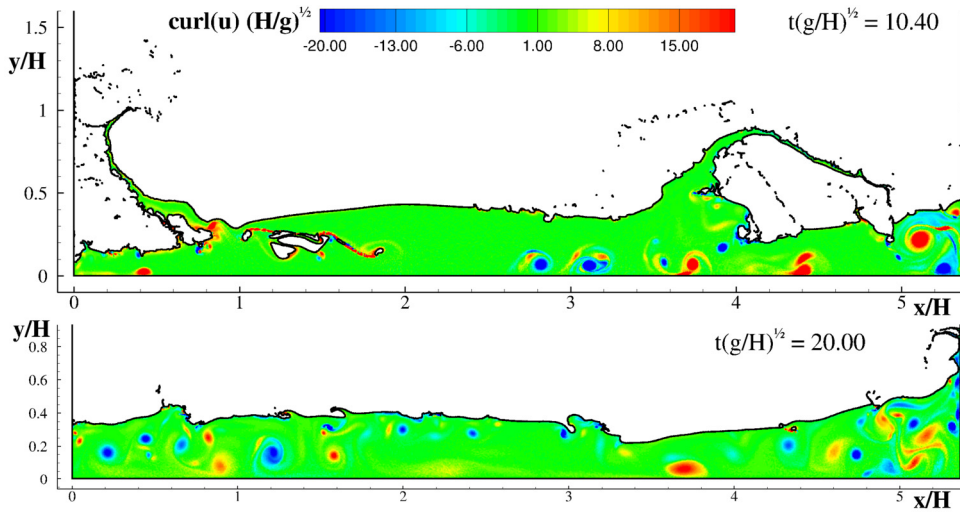 curl(u) (H/g)^½
-20.00 -13.00 -6.00 1.00 8.00 15.00
t(g/H)^½ = 10.40
y/H
1.5
1
0.5
0
0 1 2 3 4 5
x/H
y/H
t(g/H)^½ = 20.00
0.8
0.6
0.4
0.2
0
0 1 2 3 4 5
x/H